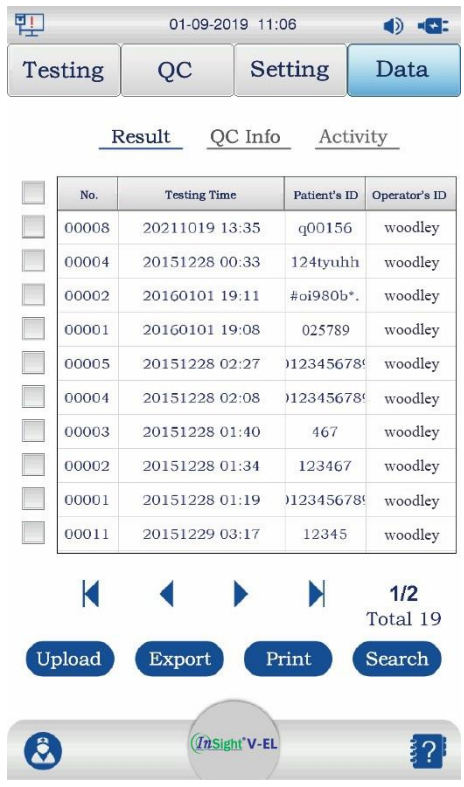 01-09-2019 11:06
Testing QC Setting Data
Result QC Info Activity
No. Testing Time Patient's ID Operator's ID
00008 20211019 13:35 q00156 woodley
00004 20151228 00:33 124tyuhh woodley
00002 20160101 19:11 #oi980b*. woodley
00001 20160101 19:08 025789 woodley
00005 20151228 02:27 0123456789 woodley
00004 20151228 02:08 0123456789 woodley
00003 20151228 01:40 467 woodley
00002 20151228 01:34 123467 woodley
00001 20151228 01:19 0123456789 woodley
00011 20151229 03:17 12345 woodley
1/2
Total 19
Upload Export Print Search
InSight V-EL